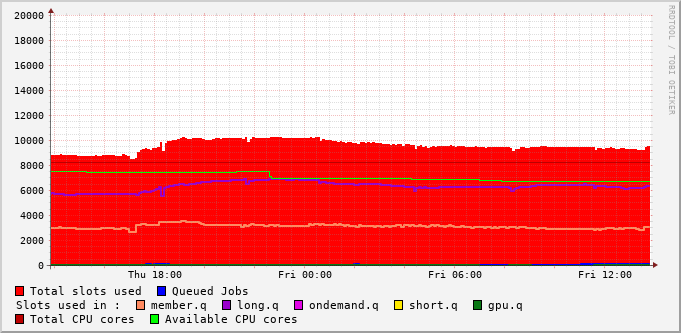 RRDTOOL / TOBI OETIKER
20000
18000
16000
14000
12000
10000
8000
6000
4000
2000
0
Thu 18:00 Fri 00:00 Fri 06:00 Fri 12:00
Total slots used Queued Jobs
Slots used in : member.q long.q ondemand.q short.q gpu.q
Total CPU cores Available CPU cores